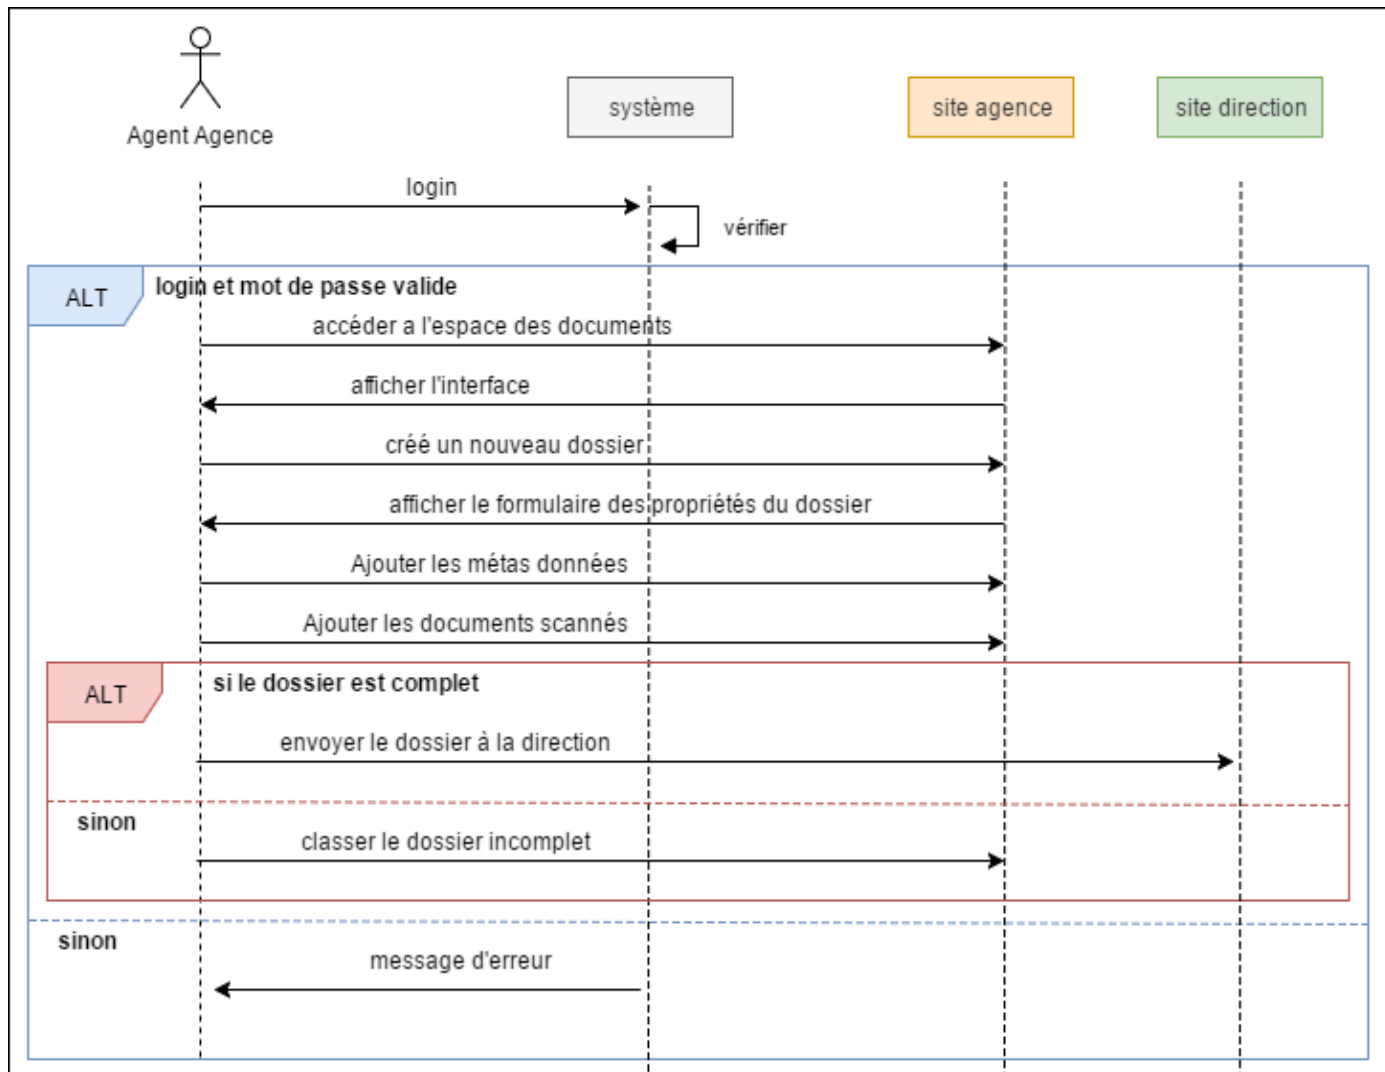 Agent Agence
système
site agence
site direction
login
vérifier
ALT
login et mot de passe valide
accéder a l'espace des documents
afficher l'interface
créé un nouveau dossier
afficher le formulaire des propriétés du dossier
Ajouter les métas données
Ajouter les documents scannés
ALT
si le dossier est complet
envoyer le dossier à la direction
sinon
classer le dossier incomplet
sinon
message d'erreur